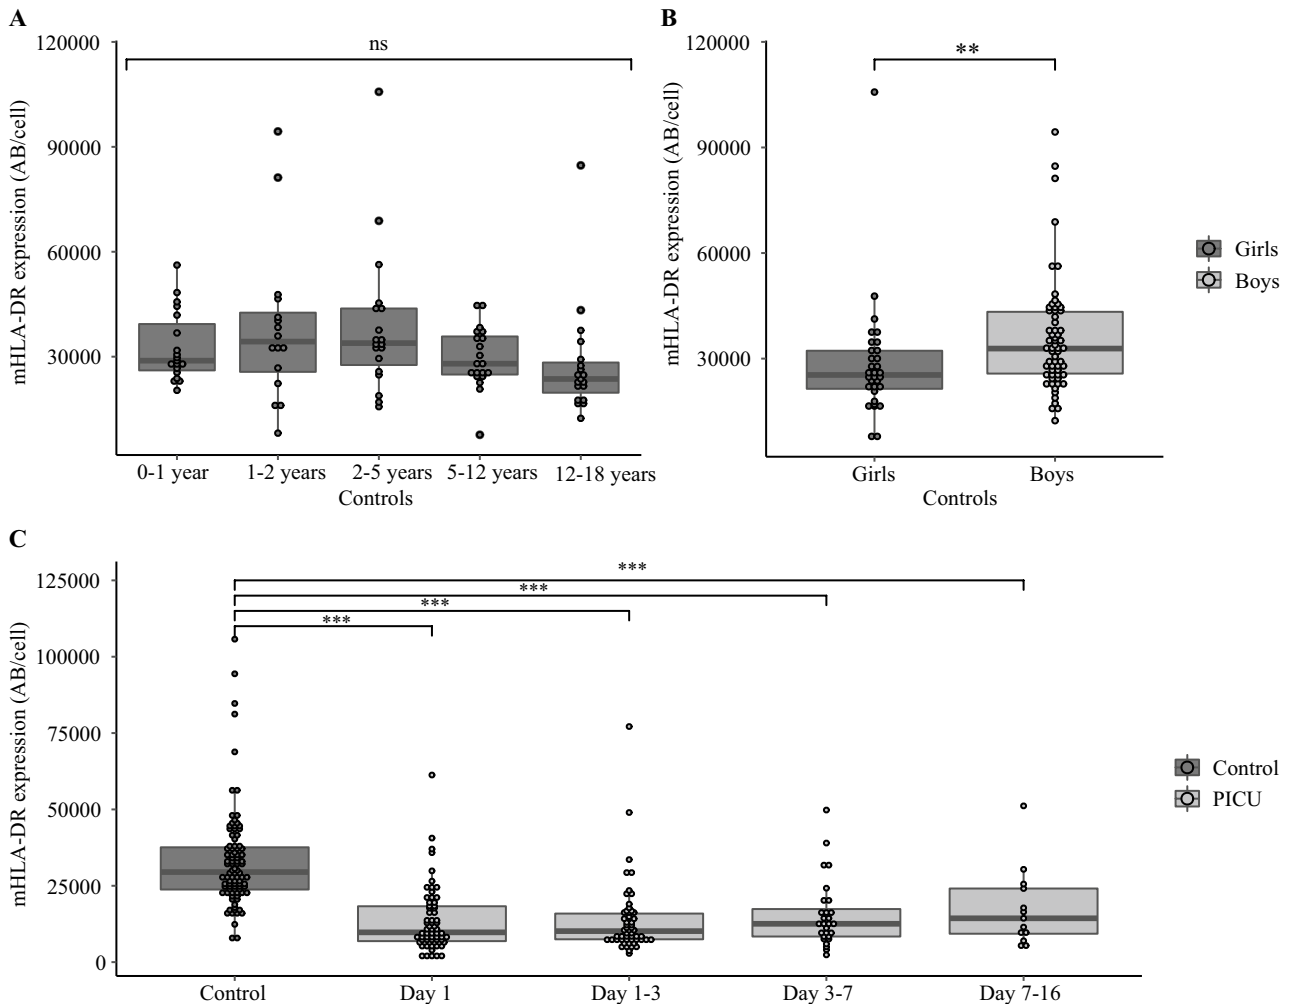 A
mHLA-DR expression (AB/cell)
120000
90000
60000
30000
ns
0-1 year
1-2 years
2-5 years
5-12 years
12-18 years
Controls
B
mHLA-DR expression (AB/cell)
120000
90000
60000
30000
**
Girls
Boys
Controls
Girls
Boys
C
mHLA-DR expression (AB/cell)
125000
100000
75000
50000
25000
0
***
***
***
***
Control
Day 1
Day 1-3
Day 3-7
Day 7-16
Control
PICU